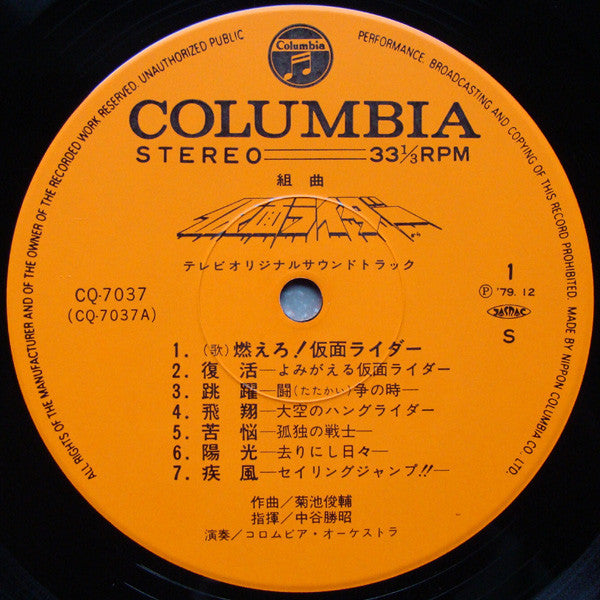 Columbia
COLUMBIA
STEREO 33⅓RPM
組曲
仮面ライダー
テレビオリジナルサウンドトラック
CQ-7037
(CQ-7037A)
1
Ⓟ'79.12
JASRAC
S
1. (歌) 燃えろ!仮面ライダー
2. 復活—よみがえる仮面ライダー
3. 跳躍—闘(たたかい)争の時—
4. 飛翔—大空のハングライダー
5. 苦悩—孤独の戦士—
6. 陽光—去りにし日々—
7. 疾風—セイリングジャンプ!!—
作曲/菊池俊輔
指揮/中谷勝昭
演奏/コロムビア・オーケストラ
ALL RIGHTS OF THE MANUFACTURER AND OF THE OWNER OF THE RECORDED WORK RESERVED. UNAUTHORIZED PUBLIC PERFORMANCE, BROADCASTING AND COPYING OF THIS RECORD PROHIBITED. MADE BY NIPPON COLUMBIA CO., LTD.